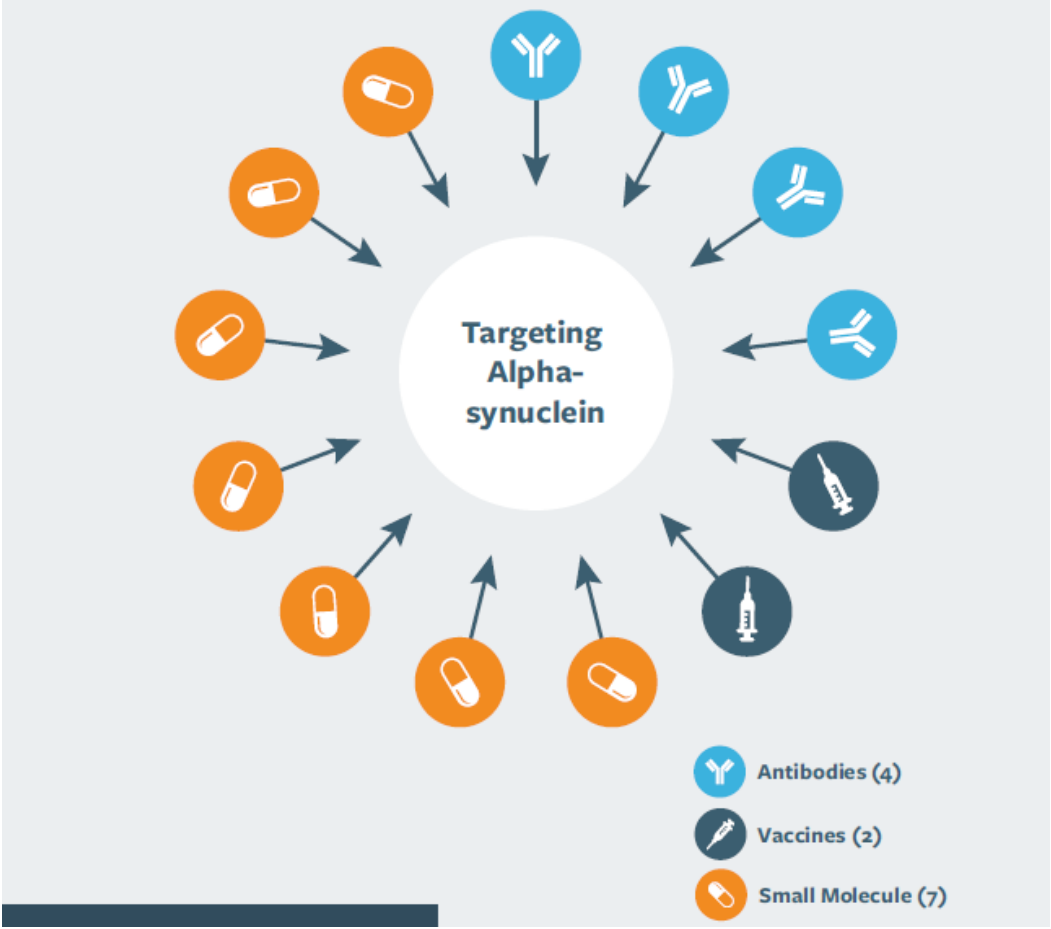 Targeting
Alpha-
synuclein
Antibodies (4)
Vaccines (2)
Small Molecule (7)